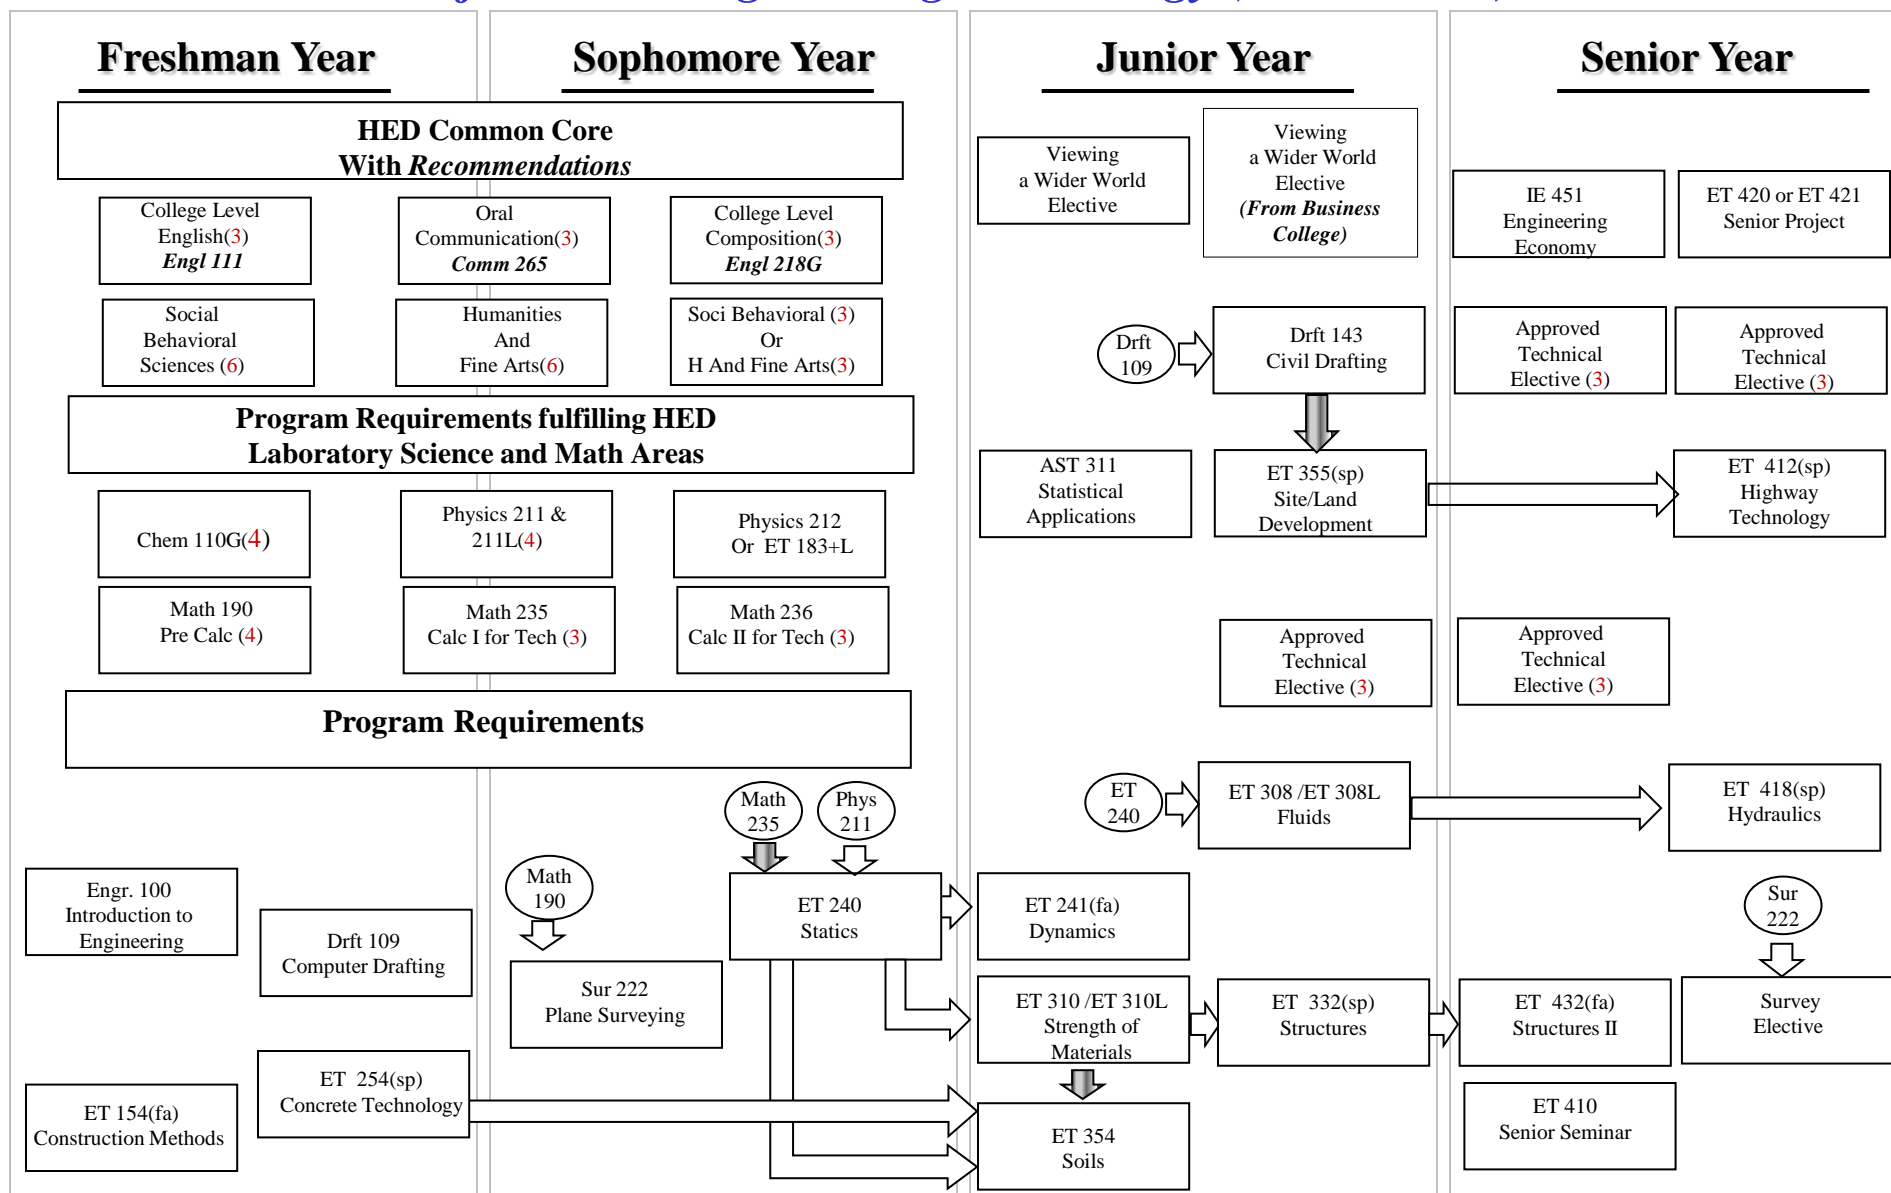 Freshman Year
Sophomore Year
Junior Year
Senior Year
HED Common Core
With Recommendations
College Level
English(3)
Engl 111
Oral
Communication(3)
Comm 265
College Level
Composition(3)
Engl 218G
Social
Behavioral
Sciences (6)
Humanities
And
Fine Arts(6)
Soci Behavioral (3)
Or
H And Fine Arts(3)
Program Requirements fulfilling HED
Laboratory Science and Math Areas
Chem 110G(4)
Physics 211 &
211L(4)
Physics 212
Or ET 183+L
Math 190
Pre Calc (4)
Math 235
Calc I for Tech (3)
Math 236
Calc II for Tech (3)
Program Requirements
Math
235
Phys
211
Math
190
Engr. 100
Introduction to
Engineering
Drft 109
Computer Drafting
ET 240
Statics
Sur 222
Plane Surveying
ET 254(sp)
Concrete Technology
ET 154(fa)
Construction Methods
Viewing
a Wider World
Elective
Viewing
a Wider World
Elective
(From Business
College)
Drft
109
Drft 143
Civil Drafting
AST 311
Statistical
Applications
ET 355(sp)
Site/Land
Development
Approved
Technical
Elective (3)
ET
240
ET 308 /ET 308L
Fluids
ET 241(fa)
Dynamics
ET 310 /ET 310L
Strength of
Materials
ET 332(sp)
Structures
ET 354
Soils
IE 451
Engineering
Economy
ET 420 or ET 421
Senior Project
Approved
Technical
Elective (3)
Approved
Technical
Elective (3)
ET 412(sp)
Highway
Technology
Approved
Technical
Elective (3)
ET 418(sp)
Hydraulics
Sur
222
ET 432(fa)
Structures II
Survey
Elective
ET 410
Senior Seminar